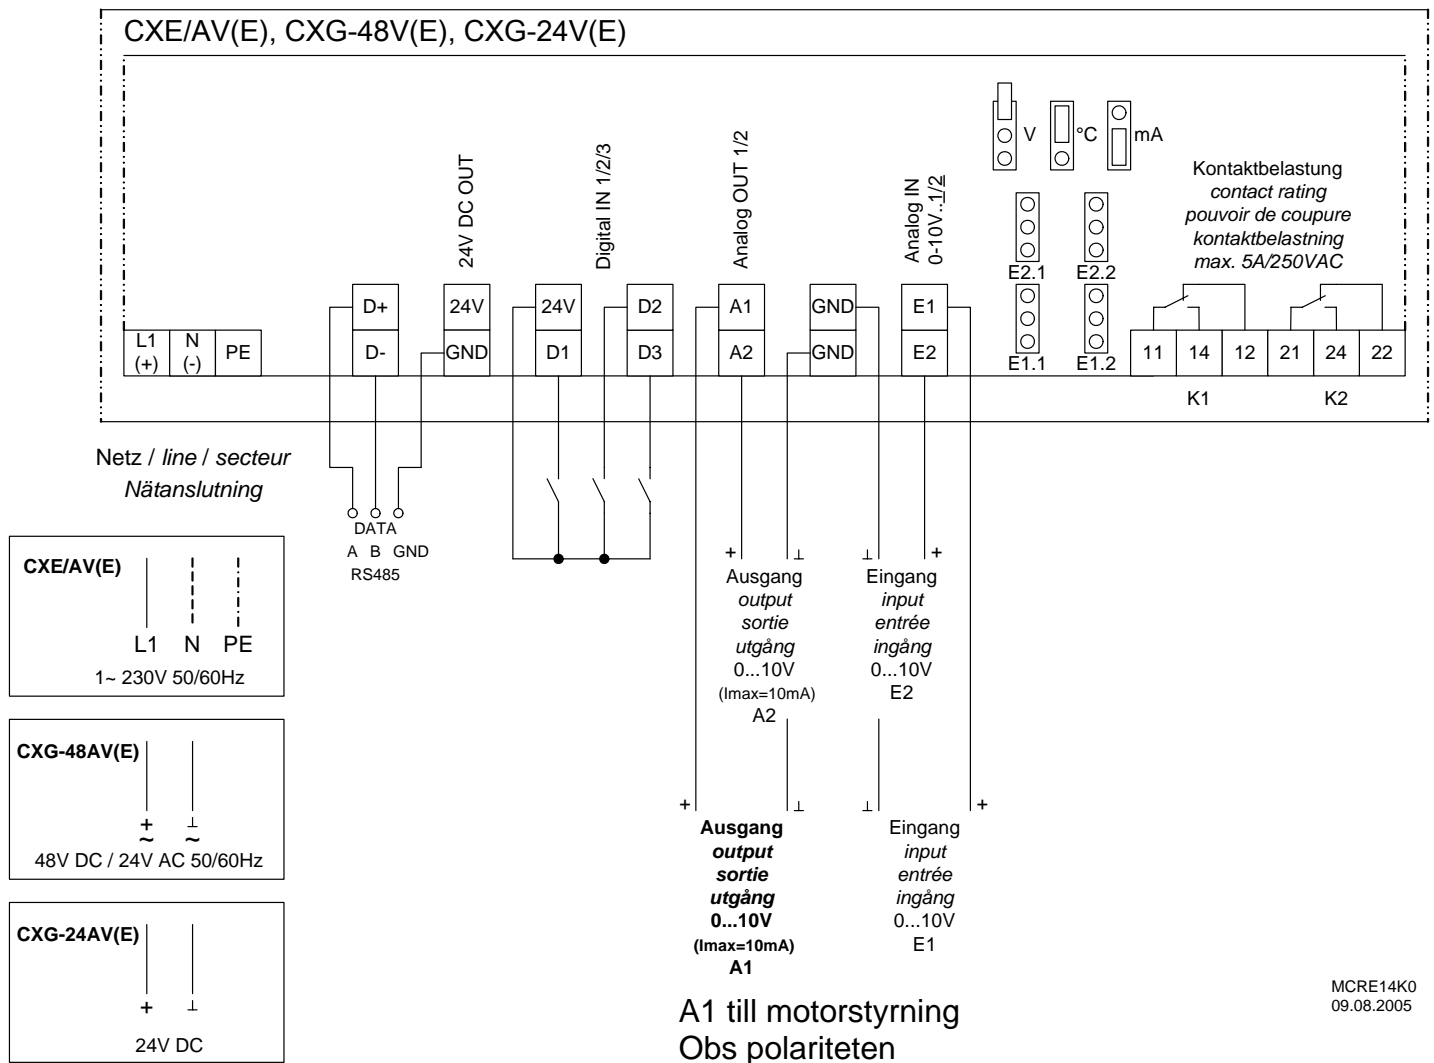 CXE/AV(E), CXG-48V(E), CXG-24V(E)
24V DC OUT
Digital IN 1/2/3
Analog OUT 1/2
Analog IN
0-10V..1/2
V
°C
mA
Kontaktbelastung
contact rating
pouvoir de coupure
kontaktbelastning
max. 5A/250VAC
E2.1 E2.2
D+ 24V 24V D2 A1 GND E1
L1 (+) N (-) PE D- GND D1 D3 A2 GND E2
E1.1 E1.2
11 14 12 21 24 22
K1 K2
Netz / line / secteur
Nätanslutning
DATA
A B GND
RS485
CXE/AV(E)
L1 N PE
1~ 230V 50/60Hz
CXG-48AV(E)
+ ⊥
~ ~
48V DC / 24V AC 50/60Hz
CXG-24AV(E)
+ ⊥
24V DC
+ ⊥
Ausgang
output
sortie
utgång
0...10V
(Imax=10mA)
A2
⊥ +
Eingang
input
entrée
ingång
0...10V
E2
+ ⊥
Ausgang
output
sortie
utgång
0...10V
(Imax=10mA)
A1
⊥ +
Eingang
input
entrée
ingång
0...10V
E1
A1 till motorstyrning
Obs polariteten
MCRE14K0
09.08.2005